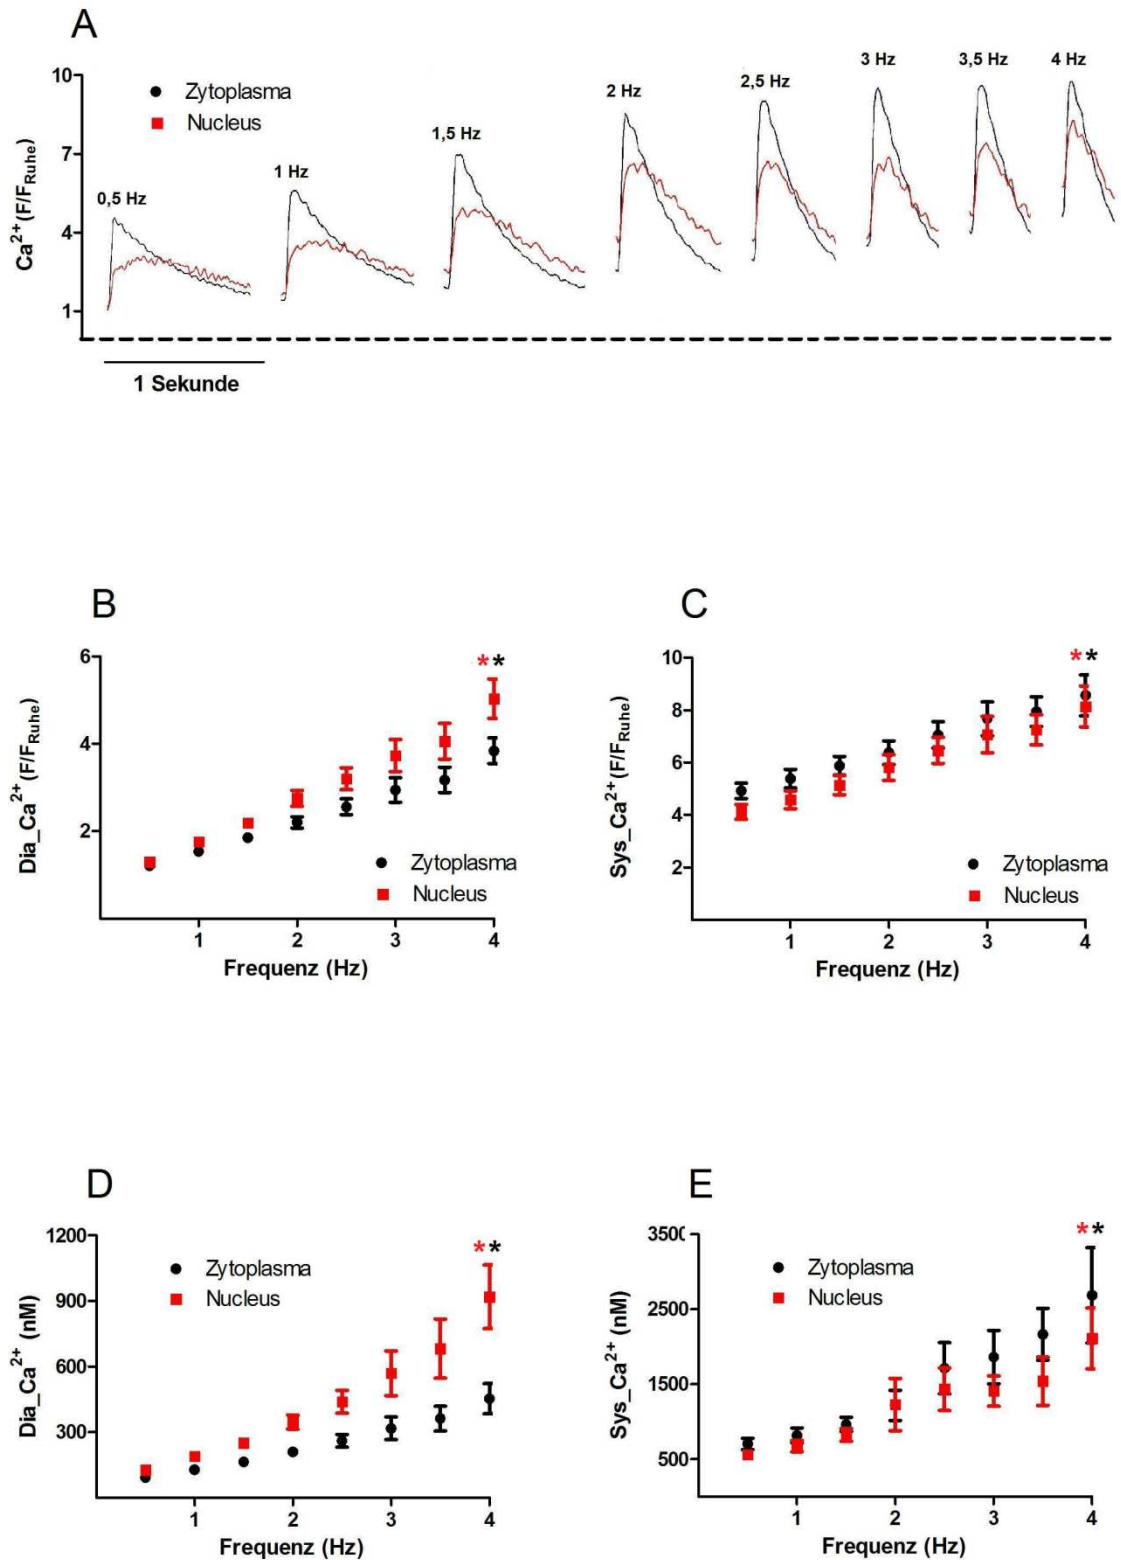 A
10
7
4
1
Ca²⁺(F/F_Ruhe)
Zytoplasma
Nucleus
0,5 Hz
1 Hz
1,5 Hz
2 Hz
2,5 Hz
3 Hz
3,5 Hz
4 Hz
1 Sekunde
B
6
4
2
Dia_Ca²⁺ (F/F_Ruhe)
* *
Zytoplasma
Nucleus
1 2 3 4
Frequenz (Hz)
C
10
8
6
4
2
Sys_Ca²⁺ (F/F_Ruhe)
* *
Zytoplasma
Nucleus
1 2 3 4
Frequenz (Hz)
D
1200
900
600
300
Dia_Ca²⁺ (nM)
* *
Zytoplasma
Nucleus
1 2 3 4
Frequenz (Hz)
E
3500
2500
1500
500
Sys_Ca²⁺ (nM)
* *
Zytoplasma
Nucleus
1 2 3 4
Frequenz (Hz)